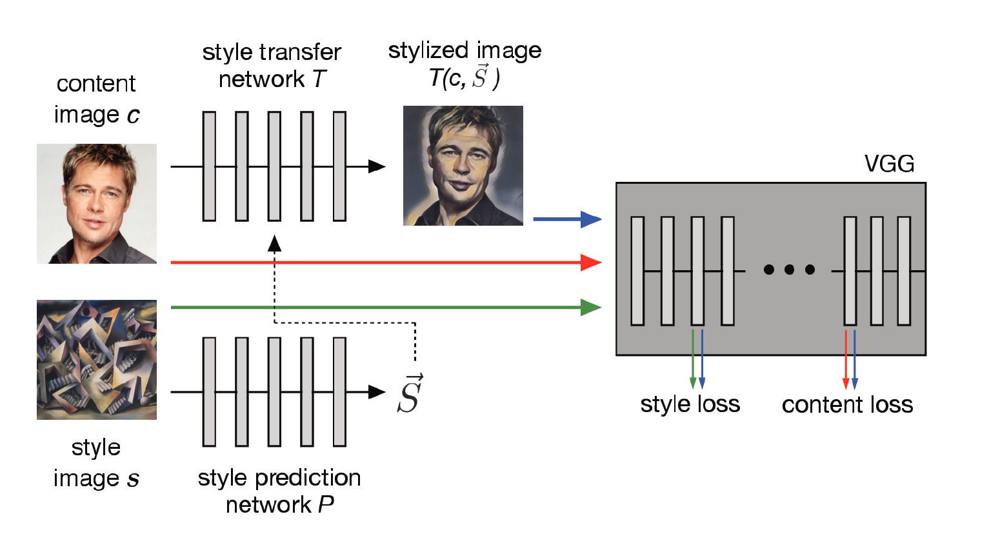 style transfer
network T
stylized image
T(c, S⃗ )
content
image c
VGG
S⃗
style loss
content loss
style
image s
style prediction
network P